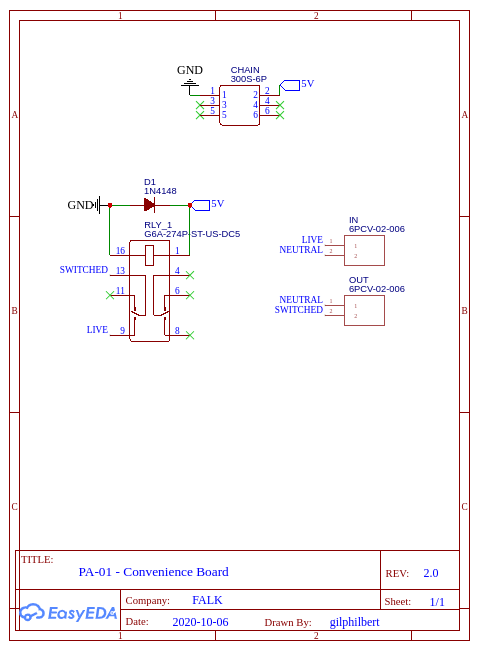 1 2
GND CHAIN
300S-6P
5V
1 1 2 2
3 3 4 4
5 5 6 6
A A
D1
1N4148
GND 5V
RLY_1
G6A-274P-ST-US-DC5
16 1
SWITCHED 13 4
11 6
LIVE 9 8
IN
6PCV-02-006
LIVE 1 1
NEUTRAL 2 2
OUT
6PCV-02-006
NEUTRAL 1 1
SWITCHED 2 2
B B
C C
TITLE:
PA-01 - Convenience Board
REV: 2.0
EasyEDA
Company: FALK
Sheet: 1/1
Date: 2020-10-06 Drawn By: gilphilbert
1 2